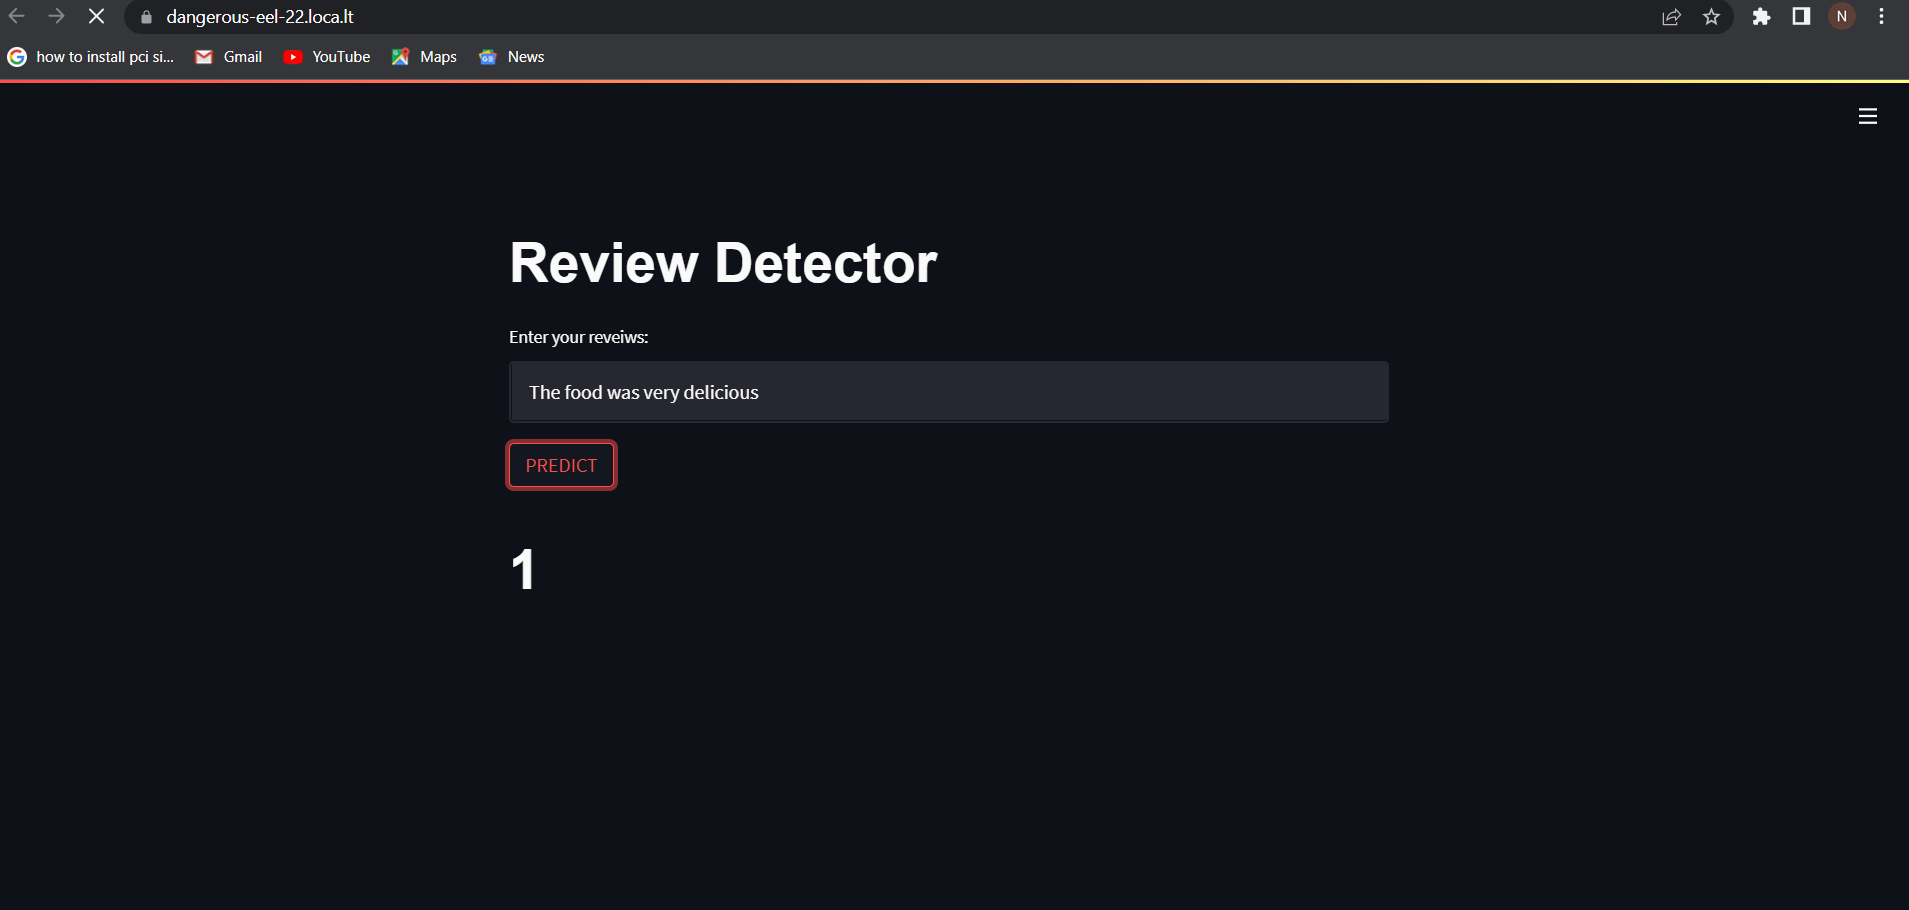 dangerous-eel-22.loca.lt
N
how to install pci si... Gmail YouTube Maps News
Review Detector
Enter your reveiws:
The food was very delicious
PREDICT
1